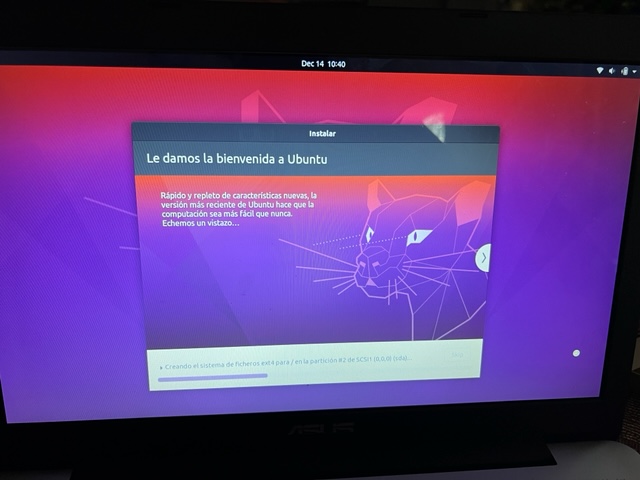 Dec 14 10:40
Instalar
Le damos la bienvenida a Ubuntu
Rápido y repleto de características nuevas, la
versión más reciente de Ubuntu hace que la
computación sea más fácil que nunca.
Echemos un vistazo...
Creando el sistema de ficheros ext4 para / en la partición #2 de SCSI1 (0,0,0) (sda)...
ASUS